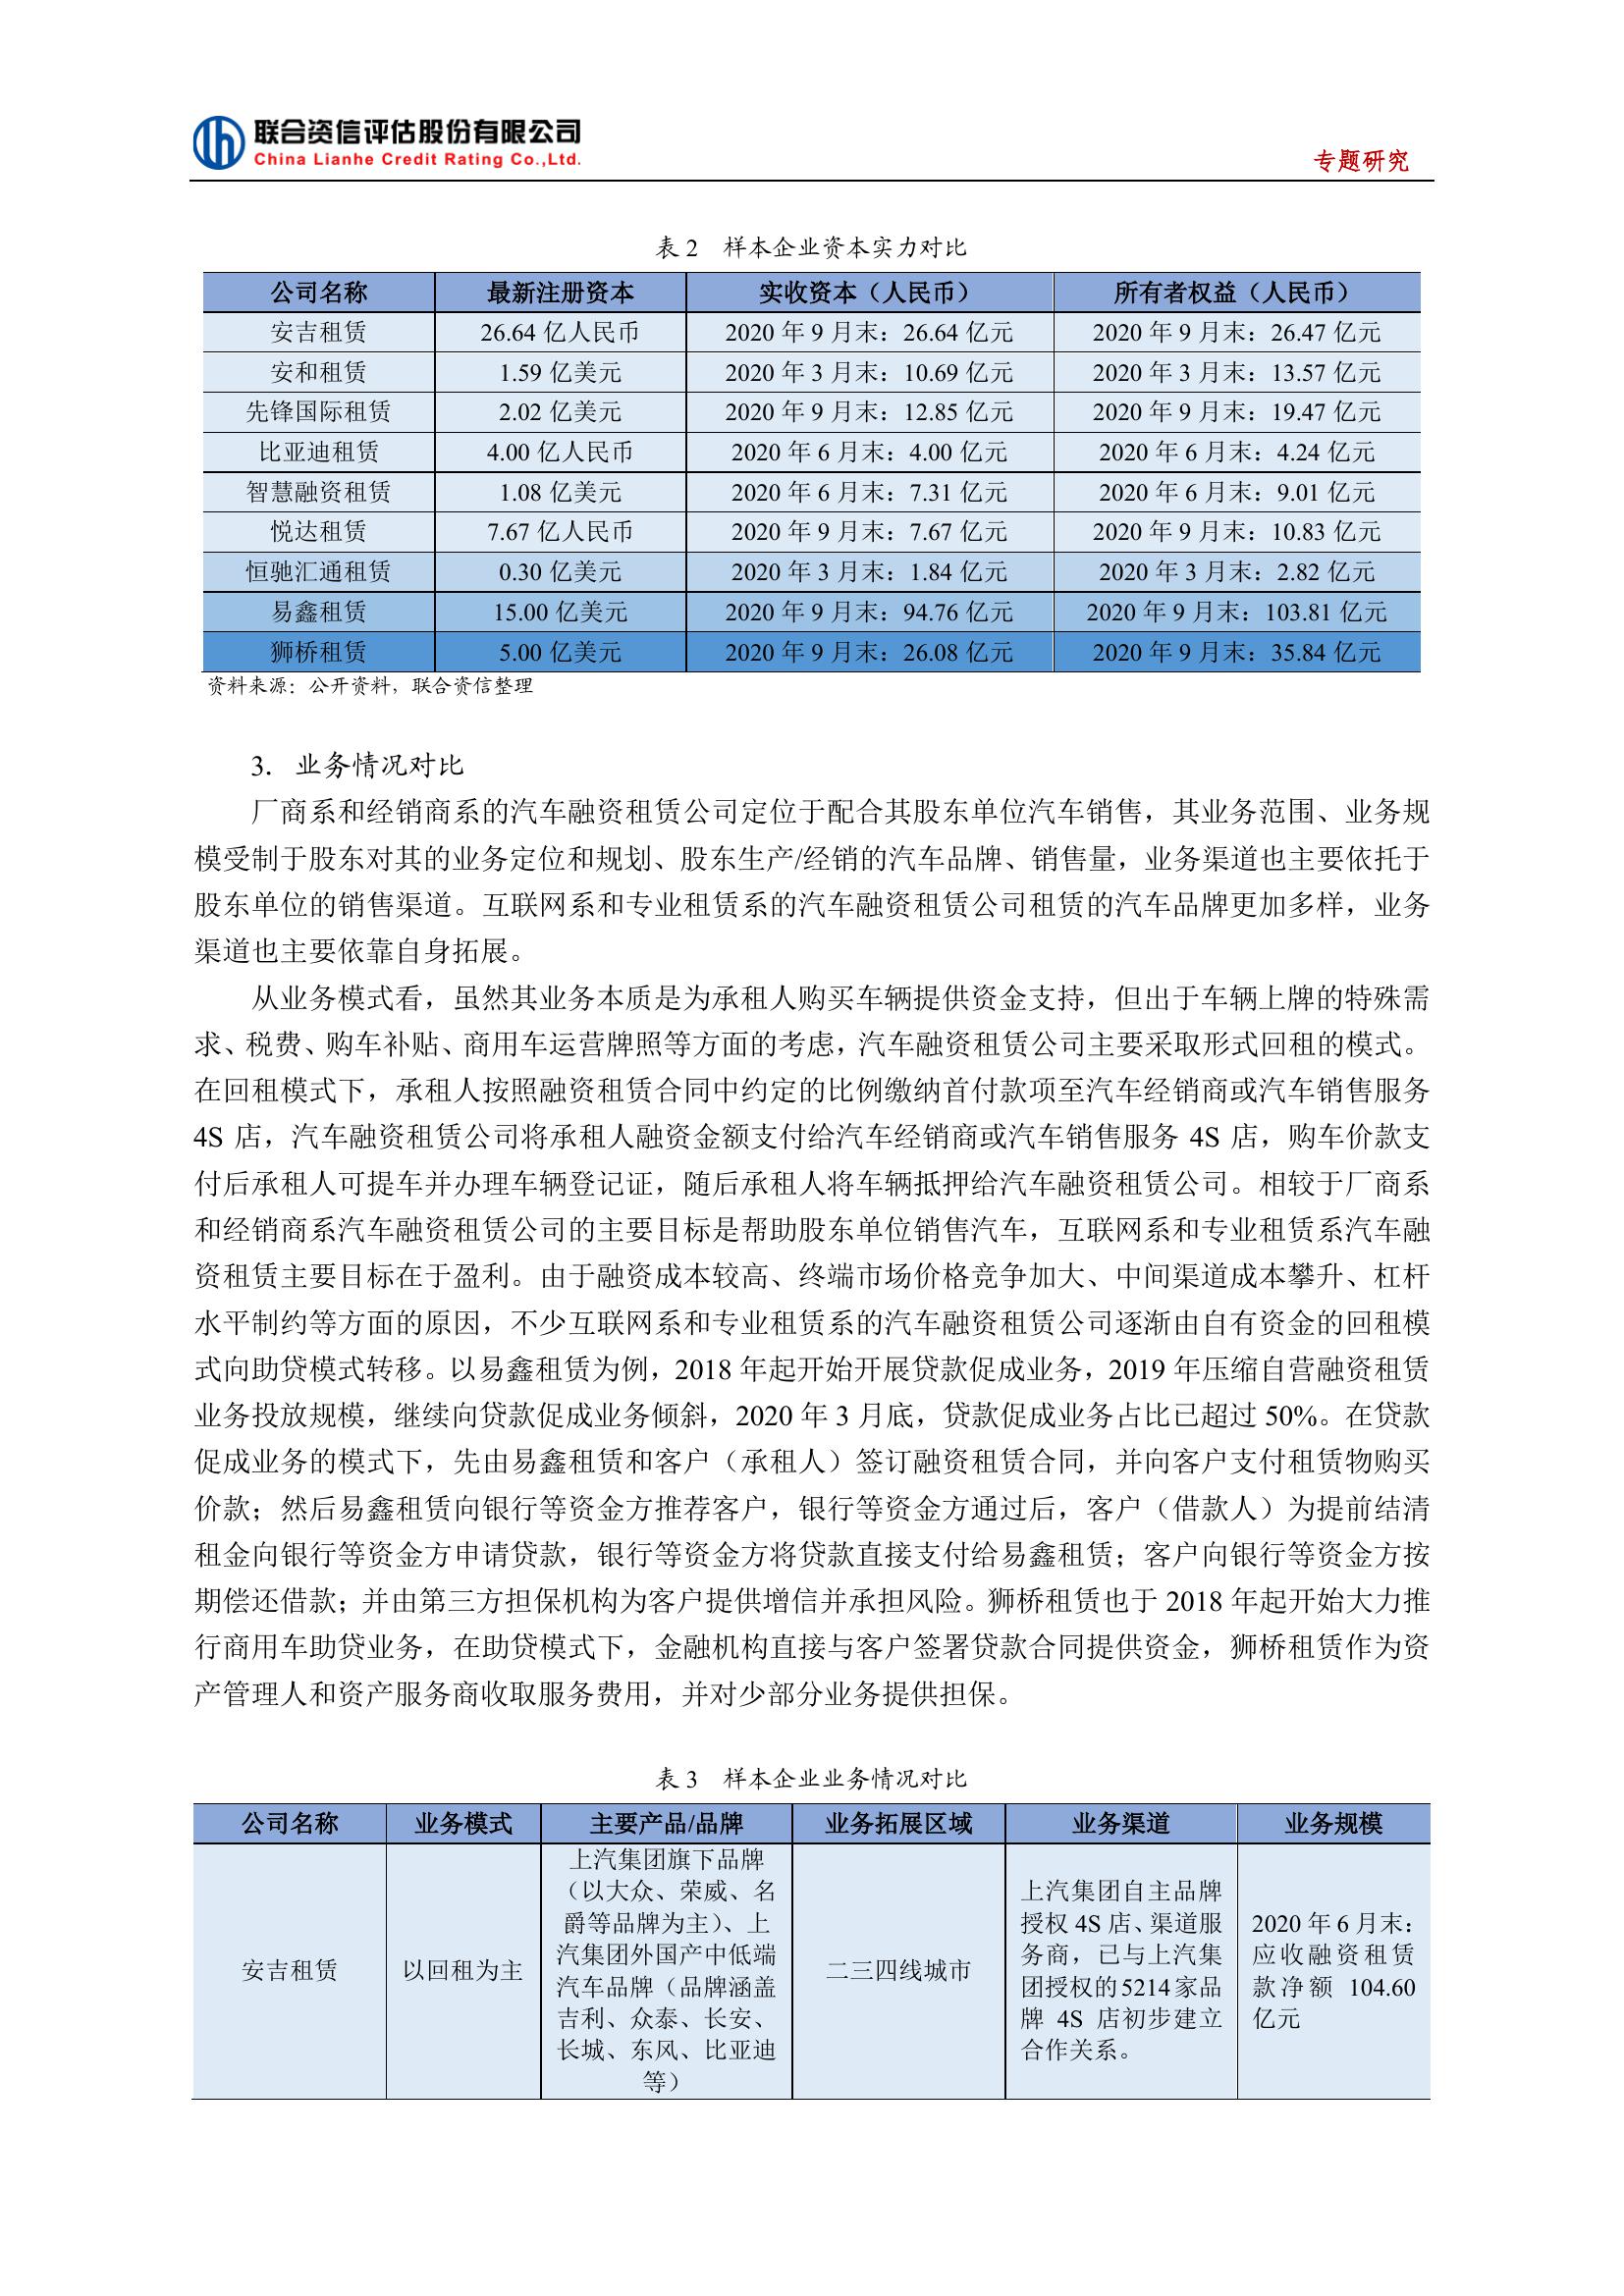 联合资信评估股份有限公司
China Lianhe Credit Rating Co.,Ltd.
专题研究
表 2 样本企业资本实力对比
公司名称 最新注册资本 实收资本（人民币） 所有者权益（人民币）
安吉租赁 26.64 亿人民币 2020 年 9 月末：26.64 亿元 2020 年 9 月末：26.47 亿元
安和租赁 1.59 亿美元 2020 年 3 月末：10.69 亿元 2020 年 3 月末：13.57 亿元
先锋国际租赁 2.02 亿美元 2020 年 9 月末：12.85 亿元 2020 年 9 月末：19.47 亿元
比亚迪租赁 4.00 亿人民币 2020 年 6 月末：4.00 亿元 2020 年 6 月末：4.24 亿元
智慧融资租赁 1.08 亿美元 2020 年 6 月末：7.31 亿元 2020 年 6 月末：9.01 亿元
悦达租赁 7.67 亿人民币 2020 年 9 月末：7.67 亿元 2020 年 9 月末：10.83 亿元
恒驰汇通租赁 0.30 亿美元 2020 年 3 月末：1.84 亿元 2020 年 3 月末：2.82 亿元
易鑫租赁 15.00 亿美元 2020 年 9 月末：94.76 亿元 2020 年 9 月末：103.81 亿元
狮桥租赁 5.00 亿美元 2020 年 9 月末：26.08 亿元 2020 年 9 月末：35.84 亿元
资料来源：公开资料，联合资信整理
3. 业务情况对比
厂商系和经销商系的汽车融资租赁公司定位于配合其股东单位汽车销售，其业务范围、业务规
模受制于股东对其的业务定位和规划、股东生产/经销的汽车品牌、销售量，业务渠道也主要依托于
股东单位的销售渠道。互联网系和专业租赁系的汽车融资租赁公司租赁的汽车品牌更加多样，业务
渠道也主要依靠自身拓展。
从业务模式看，虽然其业务本质是为承租人购买车辆提供资金支持，但出于车辆上牌的特殊需
求、税费、购车补贴、商用车运营牌照等方面的考虑，汽车融资租赁公司主要采取形式回租的模式。
在回租模式下，承租人按照融资租赁合同中约定的比例缴纳首付款项至汽车经销商或汽车销售服务
4S 店，汽车融资租赁公司将承租人融资金额支付给汽车经销商或汽车销售服务 4S 店，购车价款支
付后承租人可提车并办理车辆登记证，随后承租人将车辆抵押给汽车融资租赁公司。相较于厂商系
和经销商系汽车融资租赁公司的主要目标是帮助股东单位销售汽车，互联网系和专业租赁系汽车融
资租赁主要目标在于盈利。由于融资成本较高、终端市场价格竞争加大、中间渠道成本攀升、杠杆
水平制约等方面的原因，不少互联网系和专业租赁系的汽车融资租赁公司逐渐由自有资金的回租模
式向助贷模式转移。以易鑫租赁为例，2018 年起开始开展贷款促成业务，2019 年压缩自营融资租赁
业务投放规模，继续向贷款促成业务倾斜，2020 年 3 月底，贷款促成业务占比已超过 50%。在贷款
促成业务的模式下，先由易鑫租赁和客户（承租人）签订融资租赁合同，并向客户支付租赁物购买
价款；然后易鑫租赁向银行等资金方推荐客户，银行等资金方通过后，客户（借款人）为提前结清
租金向银行等资金方申请贷款，银行等资金方将贷款直接支付给易鑫租赁；客户向银行等资金方按
期偿还借款；并由第三方担保机构为客户提供增信并承担风险。狮桥租赁也于 2018 年起开始大力推
行商用车助贷业务，在助贷模式下，金融机构直接与客户签署贷款合同提供资金，狮桥租赁作为资
产管理人和资产服务商收取服务费用，并对少部分业务提供担保。
表 3 样本企业业务情况对比
公司名称 业务模式 主要产品/品牌 业务拓展区域 业务渠道 业务规模
安吉租赁
以回租为主
上汽集团旗下品牌
（以大众、荣威、名
爵等品牌为主）、上
汽集团外国产中低端
汽车品牌（品牌涵盖
吉利、众泰、长安、
长城、东风、比亚迪
等）
二三四线城市
上汽集团自主品牌
授权 4S 店、渠道服
务商，已与上汽集
团授权的 5214 家品
牌 4S 店初步建立
合作关系。
2020 年 6 月末：
应收融资租赁
款净额 104.60
亿元